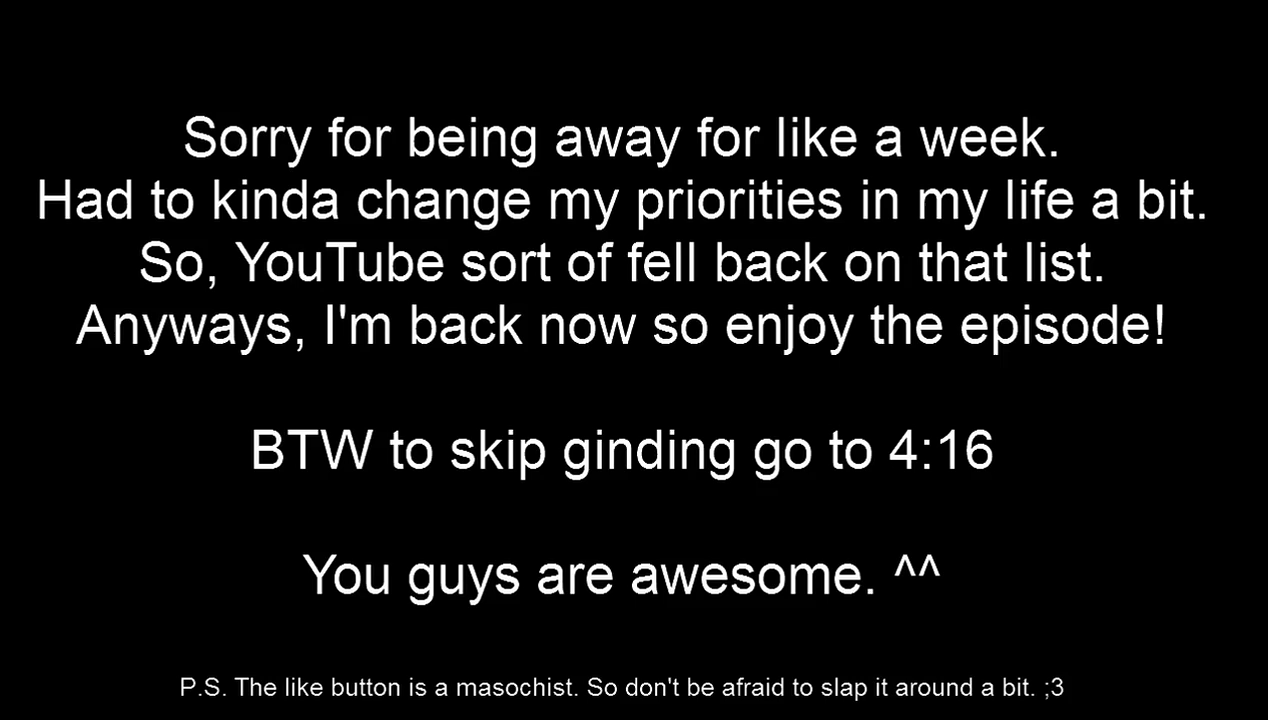 Sorry for being away for like a week.
Had to kinda change my priorities in my life a bit.
So, YouTube sort of fell back on that list.
Anyways, I'm back now so enjoy the episode!
BTW to skip ginding go to 4:16
You guys are awesome. ^^
P.S. The like button is a masochist. So don't be afraid to slap it around a bit. ;3